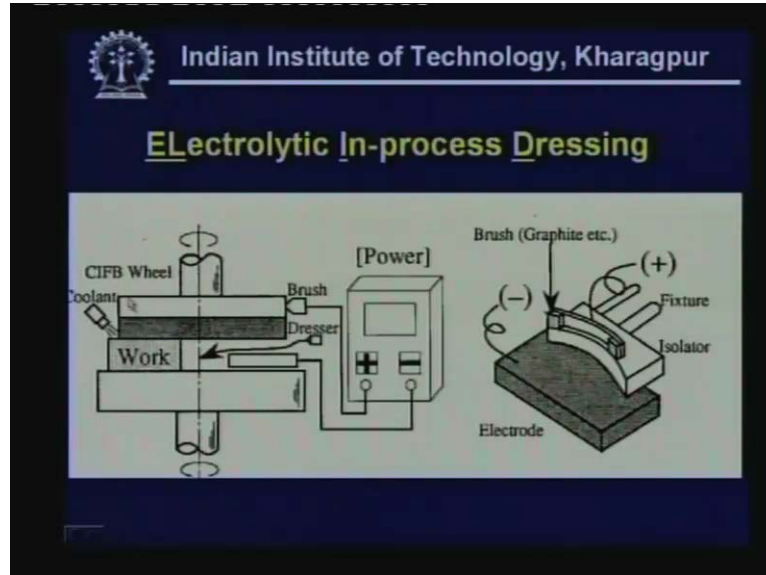 Indian Institute of Technology, Kharagpur
ELectrolytic In-process Dressing
CIFB Wheel
Coolant
Work
Brush
Dresser
[Power]
+
−
Brush (Graphite etc.)
(−)
(+)
Fixture
Isolator
Electrode